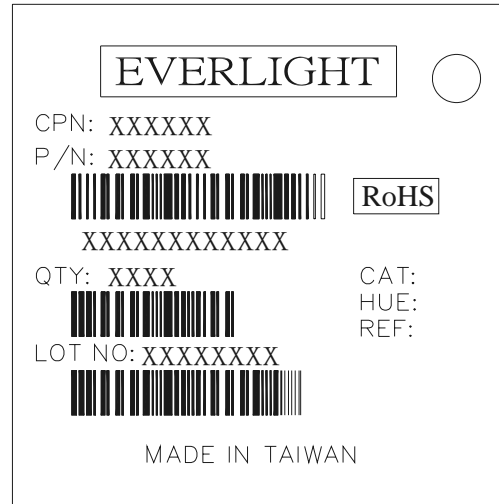 EVERLIGHT
CPN: XXXXXX
P/N: XXXXXX
RoHS
XXXXXXXXXXXX
QTY: XXXX
CAT:
HUE:
REF:
LOT NO: XXXXXXXX
MADE IN TAIWAN